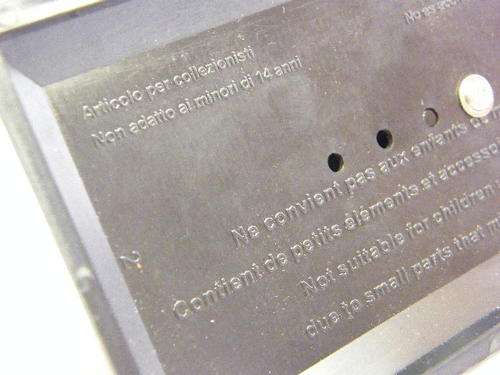 Articolo per collezionisti
Non adatto ai minori di 14 anni
Ne convient pas aux enfants
Contient de petits éléments et
Not suitable for children
due to small parts that
2